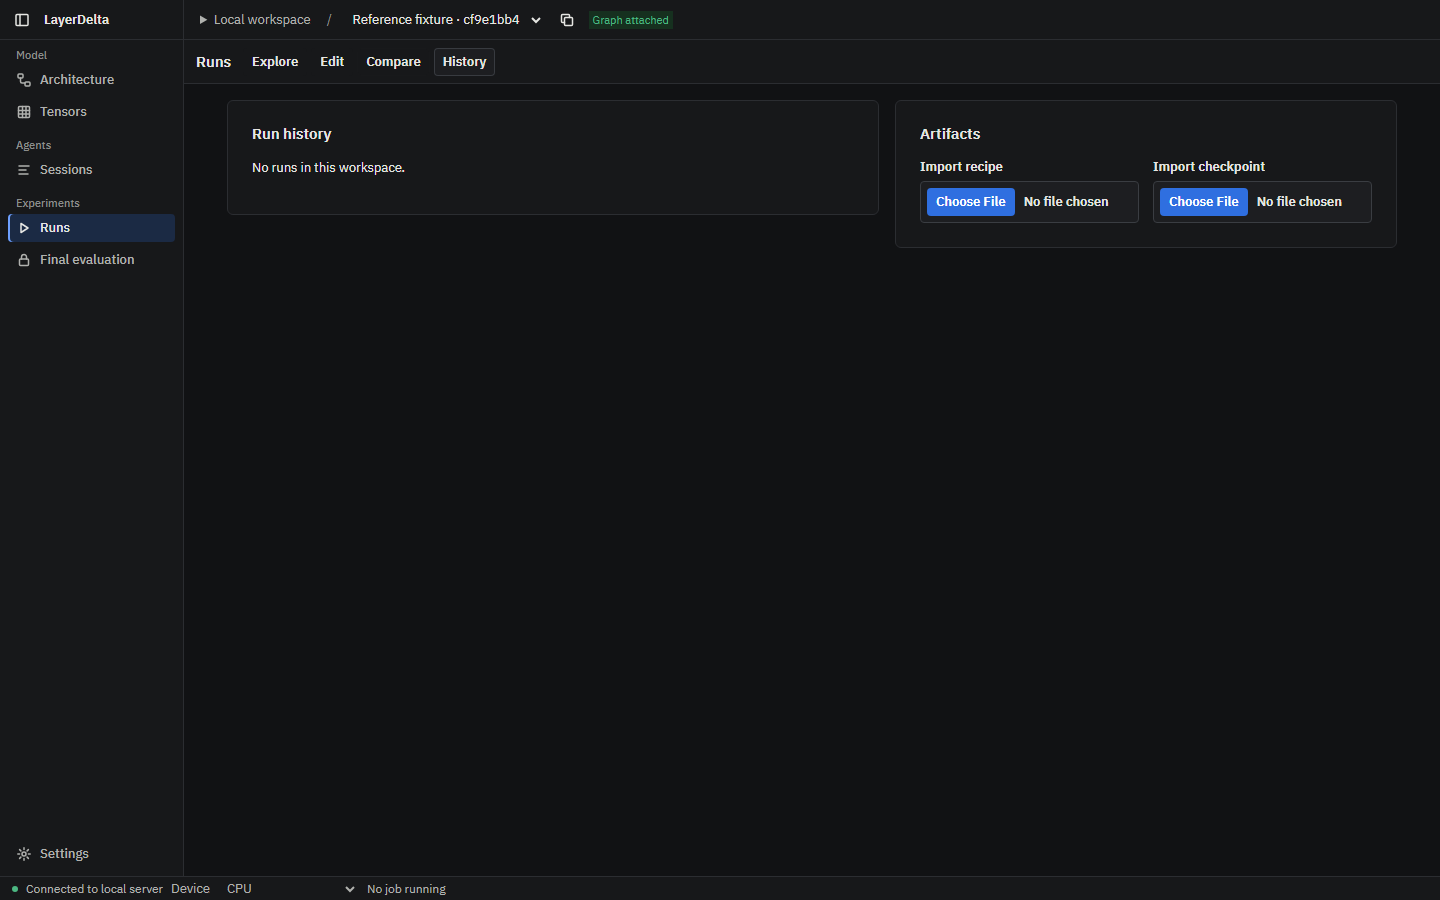 LayerDelta
Local workspace / Reference fixture · cf9e1bb4 Graph attached
Model
Architecture
Tensors
Agents
Sessions
Experiments
Runs
Final evaluation
Settings
Runs Explore Edit Compare History
Run history
No runs in this workspace.
Artifacts
Import recipe
Choose File No file chosen
Import checkpoint
Choose File No file chosen
Connected to local server Device CPU No job running